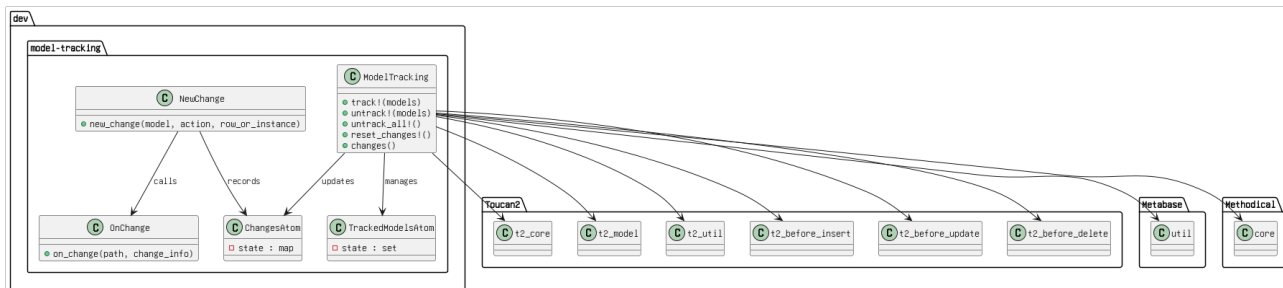 dev
model-tracking
C ModelTracking
track!(models)
untrack!(models)
untrack_all!()
reset_changes!()
changes()
C NewChange
new_change(model, action, row_or_instance)
calls
records
updates
manages
C OnChange
on_change(path, change_info)
C ChangesAtom
state : map
C TrackedModelsAtom
state : set
Toucan2
C t2_core
C t2_model
C t2_util
C t2_before_insert
C t2_before_update
C t2_before_delete
Metabase
C util
Methodical
C core